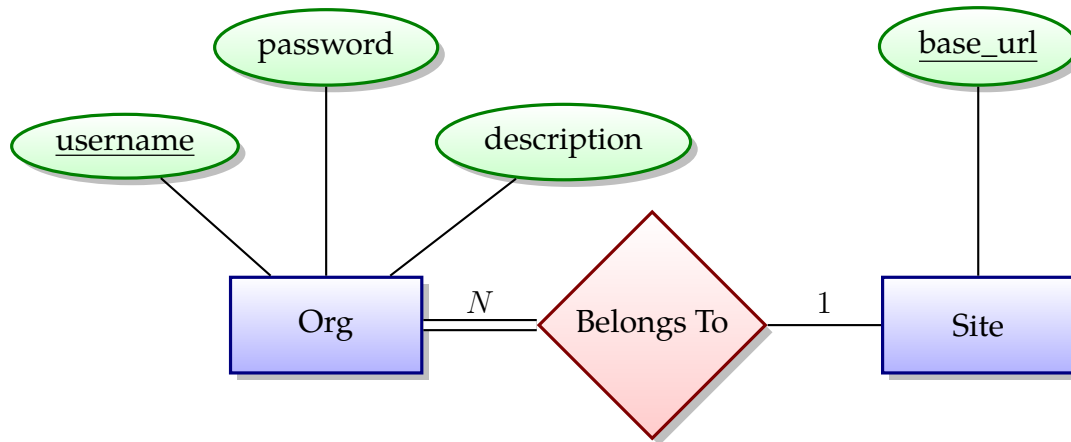 password
base_url
username
description
Org
N
Belongs To
1
Site